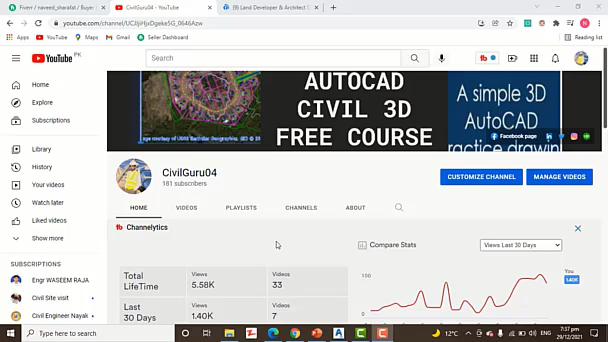 Fiverr / naveed_sharafat / Buyer
CivilGuru04 - YouTube
(9) Land Developer & Architect
youtube.com/channel/UCJIjiHjxDgeke5G_0646Azw
Gmail
YouTube
Maps
Gmail
Seller Dashboard
Reading list
YouTube PK
Search
Home
Explore
Subscriptions
Library
History
Your videos
Watch later
Liked videos
Show more
SUBSCRIPTIONS
Engr WASEEM RAJA
Civil Site visit
Civil Engineer Nayak
AUTOCAD
CIVIL 3D
FREE COURSE
A simple 3D
AutoCAD
practice drawing
Facebook page
CivilGuru04
181 subscribers
CUSTOMIZE CHANNEL
MANAGE VIDEOS
HOME
VIDEOS
PLAYLISTS
CHANNELS
ABOUT
Channelytics
Compare Stats
Views Last 30 Days
Total
LifeTime
Views
5.58K
Videos
33
Last
30 Days
Views
1.40K
Videos
7
100
0
You
1.40K
Type here to search
12°C
ENG
7:37 pm
29/12/2021